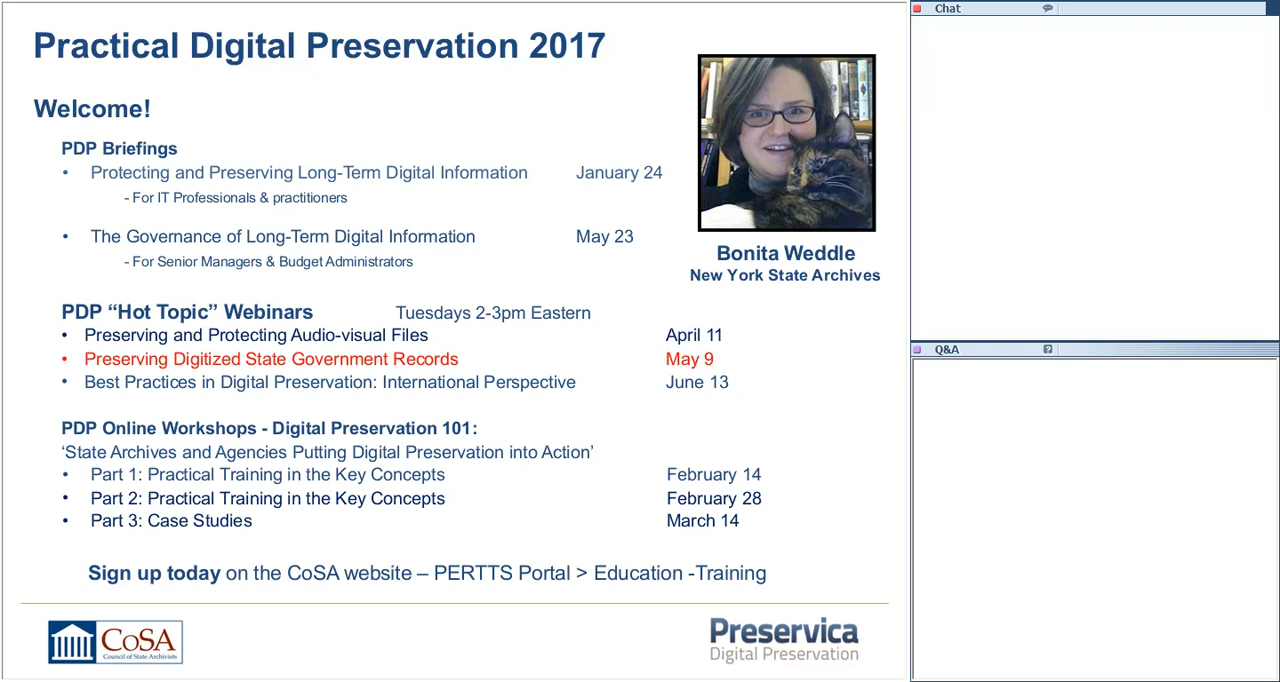 Practical Digital Preservation 2017
Welcome!
PDP Briefings
• Protecting and Preserving Long-Term Digital Information January 24
- For IT Professionals & practitioners
• The Governance of Long-Term Digital Information May 23
- For Senior Managers & Budget Administrators
Bonita Weddle
New York State Archives
PDP “Hot Topic” Webinars Tuesdays 2-3pm Eastern
• Preserving and Protecting Audio-visual Files April 11
• Preserving Digitized State Government Records May 9
• Best Practices in Digital Preservation: International Perspective June 13
PDP Online Workshops - Digital Preservation 101:
‘State Archives and Agencies Putting Digital Preservation into Action’
• Part 1: Practical Training in the Key Concepts February 14
• Part 2: Practical Training in the Key Concepts February 28
• Part 3: Case Studies March 14
Sign up today on the CoSA website – PERTTS Portal > Education -Training
CoSA
Council of State Archivists
Preservica
Digital Preservation
Chat
Q&A